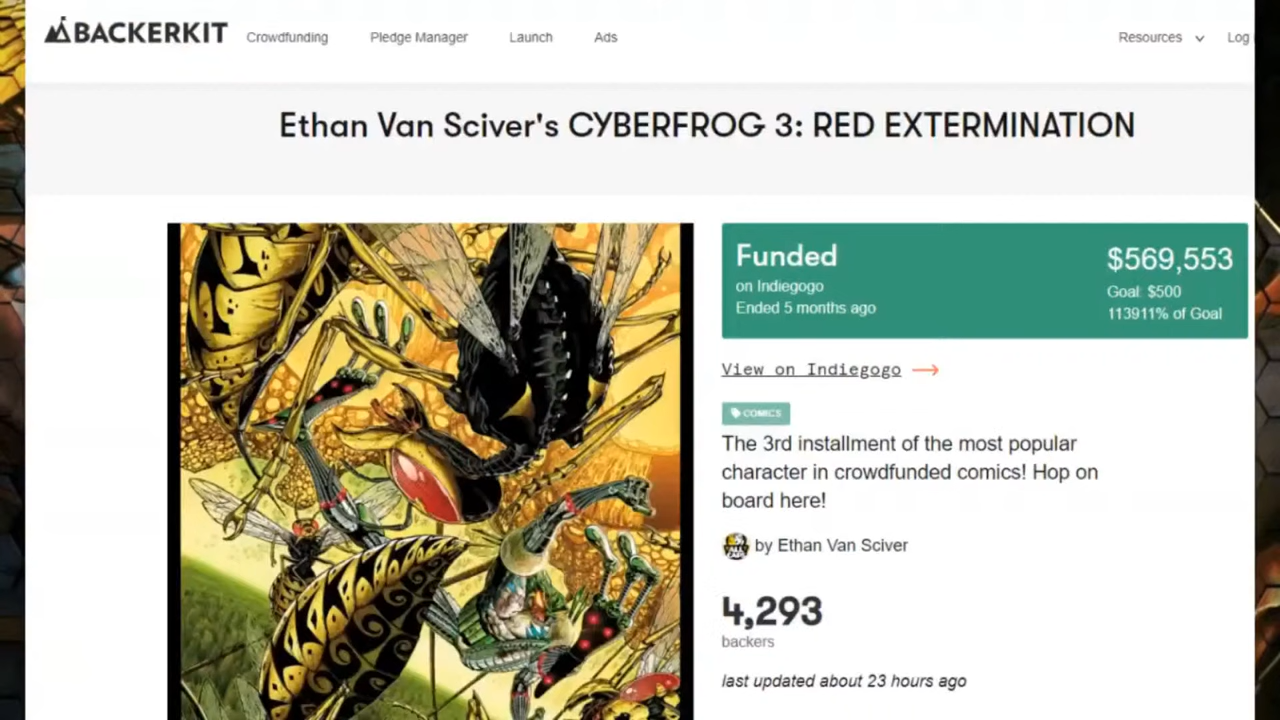 BACKERKIT
Crowdfunding Pledge Manager Launch Ads Resources Log
Ethan Van Sciver's CYBERFROG 3: RED EXTERMINATION
Funded
on Indiegogo
Ended 5 months ago
$569,553
Goal: $500
113911% of Goal
View on Indiegogo
COMICS
The 3rd installment of the most popular
character in crowdfunded comics! Hop on
board here!
by Ethan Van Sciver
4,293
backers
last updated about 23 hours ago